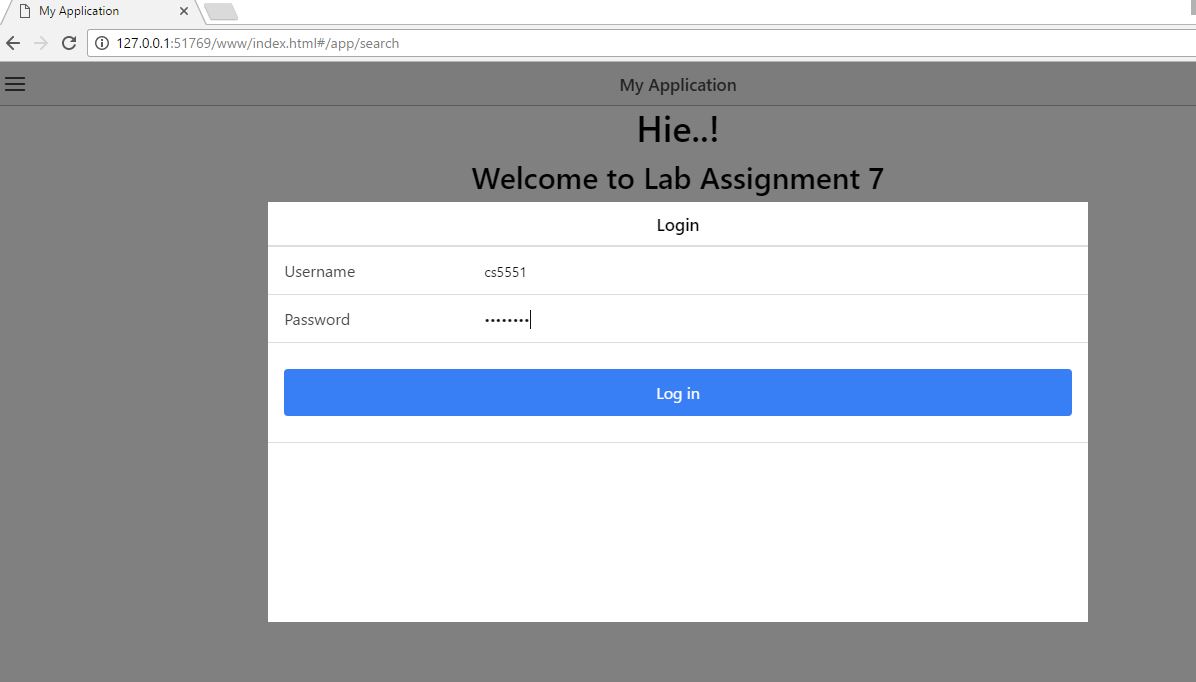 My Application
127.0.0.1:51769/www/index.html#/app/search
My Application
Hie..!
Welcome to Lab Assignment 7
Login
Username cs5551
Password ••••••••
Log in